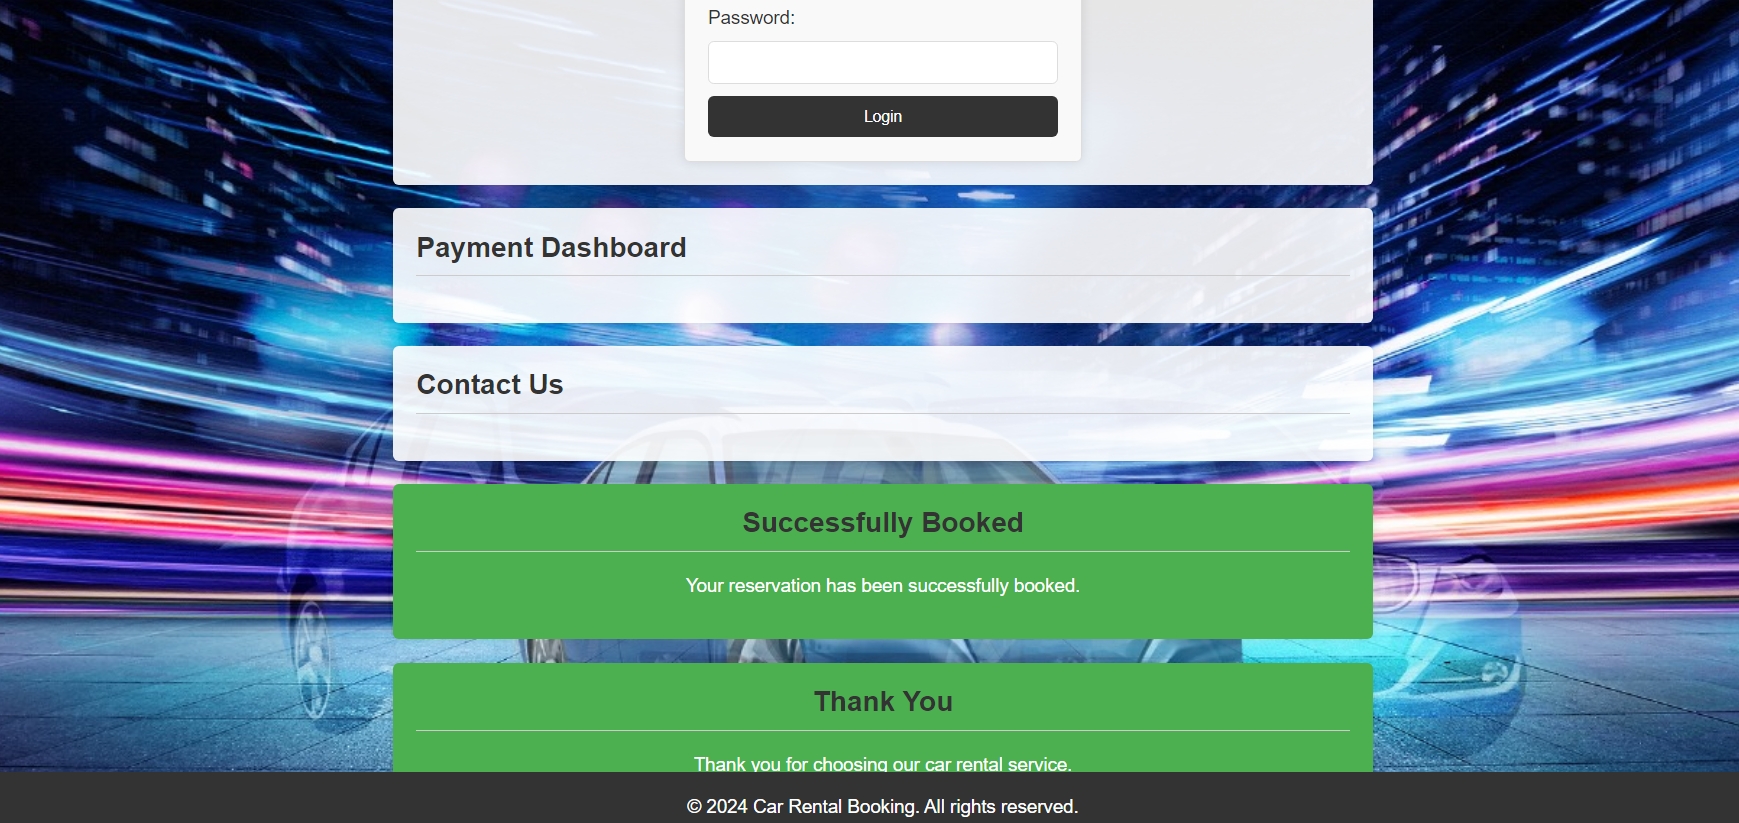 Password:
Login
Payment Dashboard
Contact Us
Successfully Booked
Your reservation has been successfully booked.
Thank You
Thank you for choosing our car rental service.
© 2024 Car Rental Booking. All rights reserved.